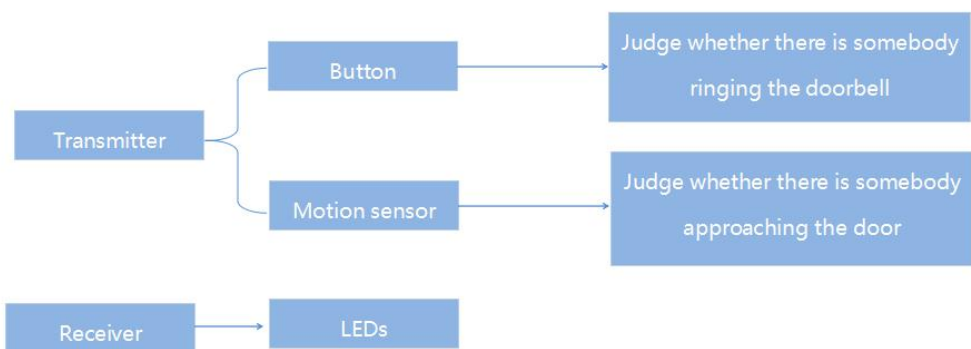 Transmitter
Button
Judge whether there is somebody
ringing the doorbell
Motion sensor
Judge whether there is somebody
approaching the door
Receiver
LEDs